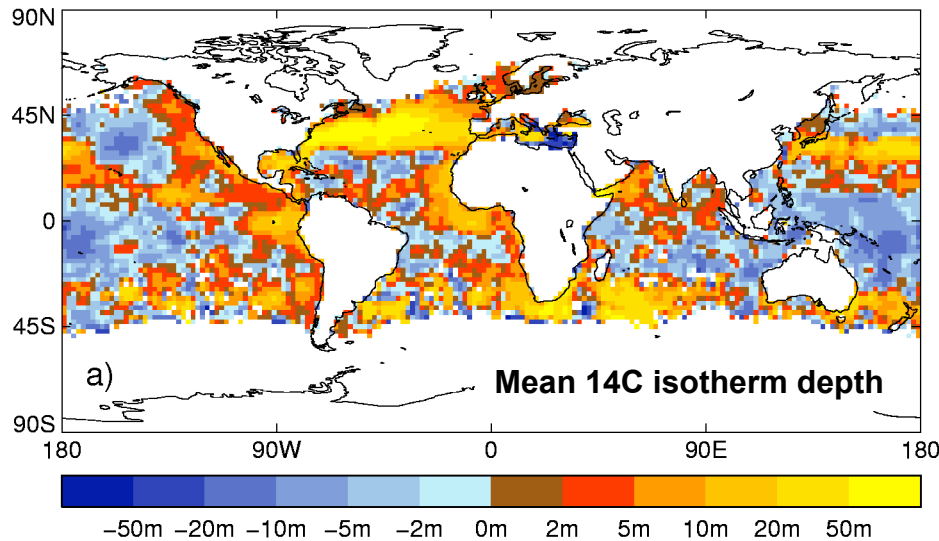 90N
45N
0
45S
90S
a)
Mean 14C isotherm depth
180 90W 0 90E 180
−50m −20m −10m −5m −2m 0m 2m 5m 10m 20m 50m